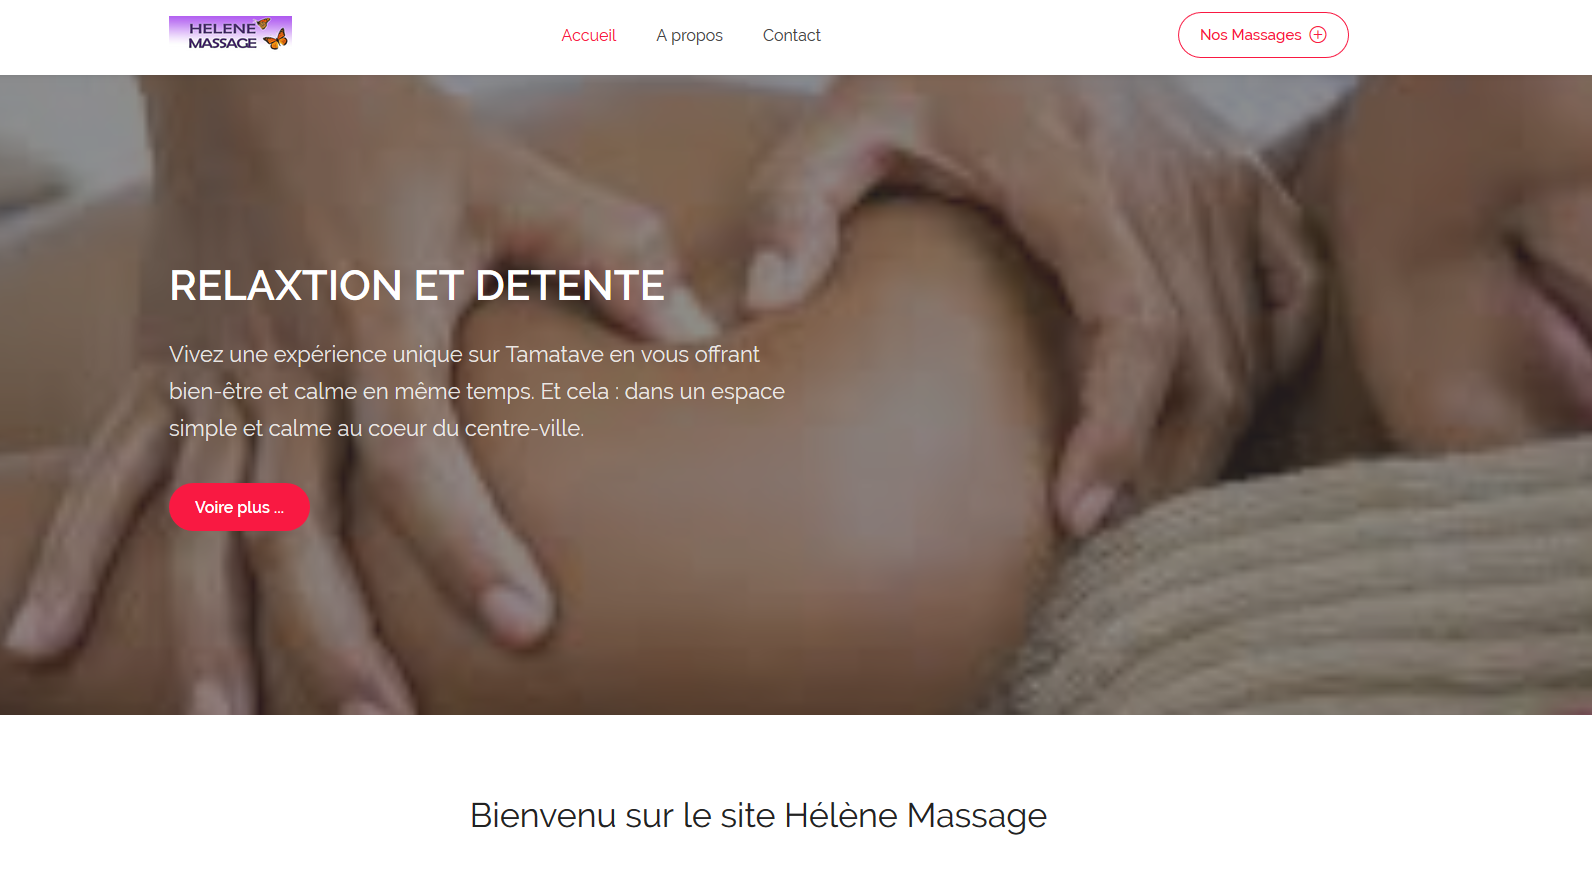 HELENE
MASSAGE
Accueil
A propos
Contact
Nos Massages
RELAXTION ET DETENTE
Vivez une expérience unique sur Tamatave en vous offrant
bien-être et calme en même temps. Et cela : dans un espace
simple et calme au coeur du centre-ville.
Voire plus ...
Bienvenu sur le site Hélène Massage